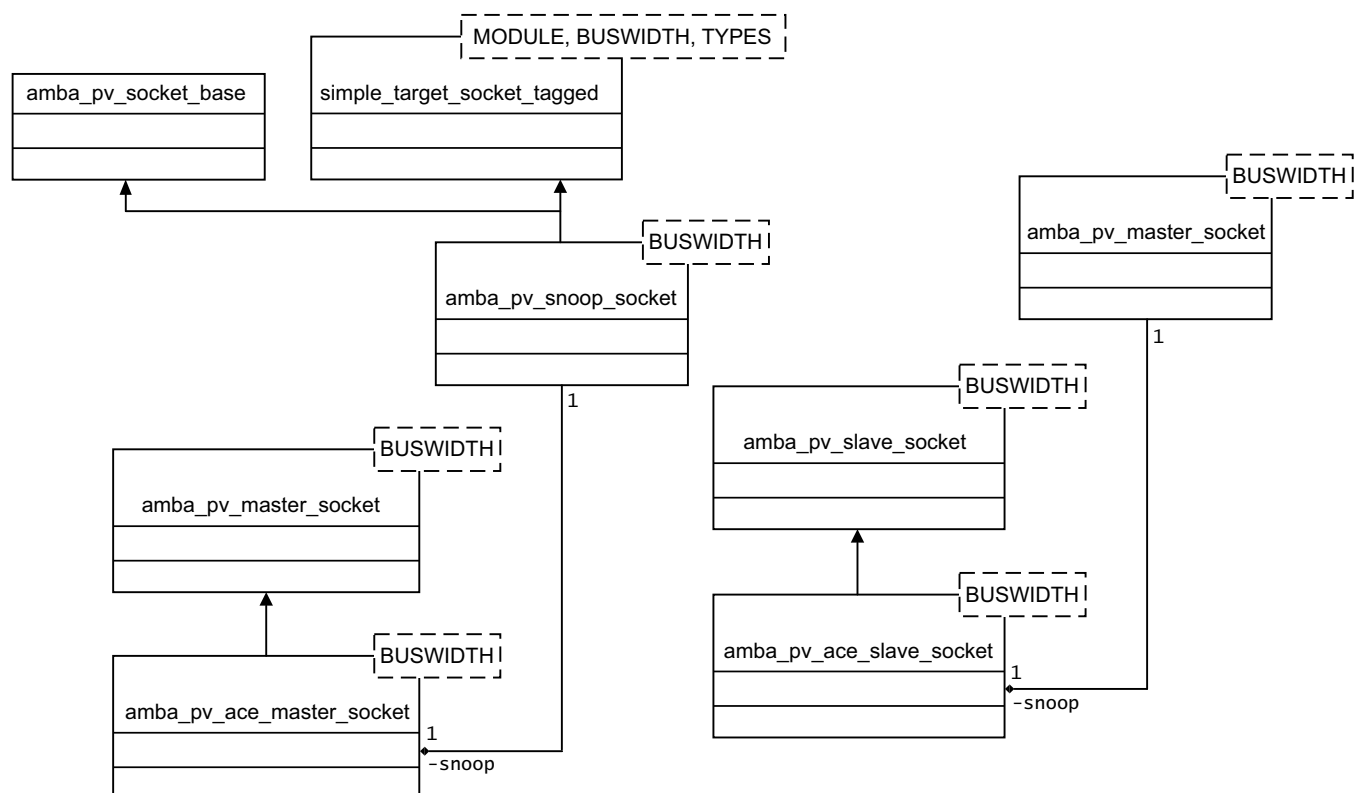 MODULE, BUSWIDTH, TYPES
amba_pv_socket_base
simple_target_socket_tagged
BUSWIDTH
amba_pv_master_socket
BUSWIDTH
amba_pv_snoop_socket
1
1
BUSWIDTH
amba_pv_slave_socket
BUSWIDTH
amba_pv_master_socket
BUSWIDTH
amba_pv_ace_slave_socket
1
-snoop
BUSWIDTH
amba_pv_ace_master_socket
1
-snoop